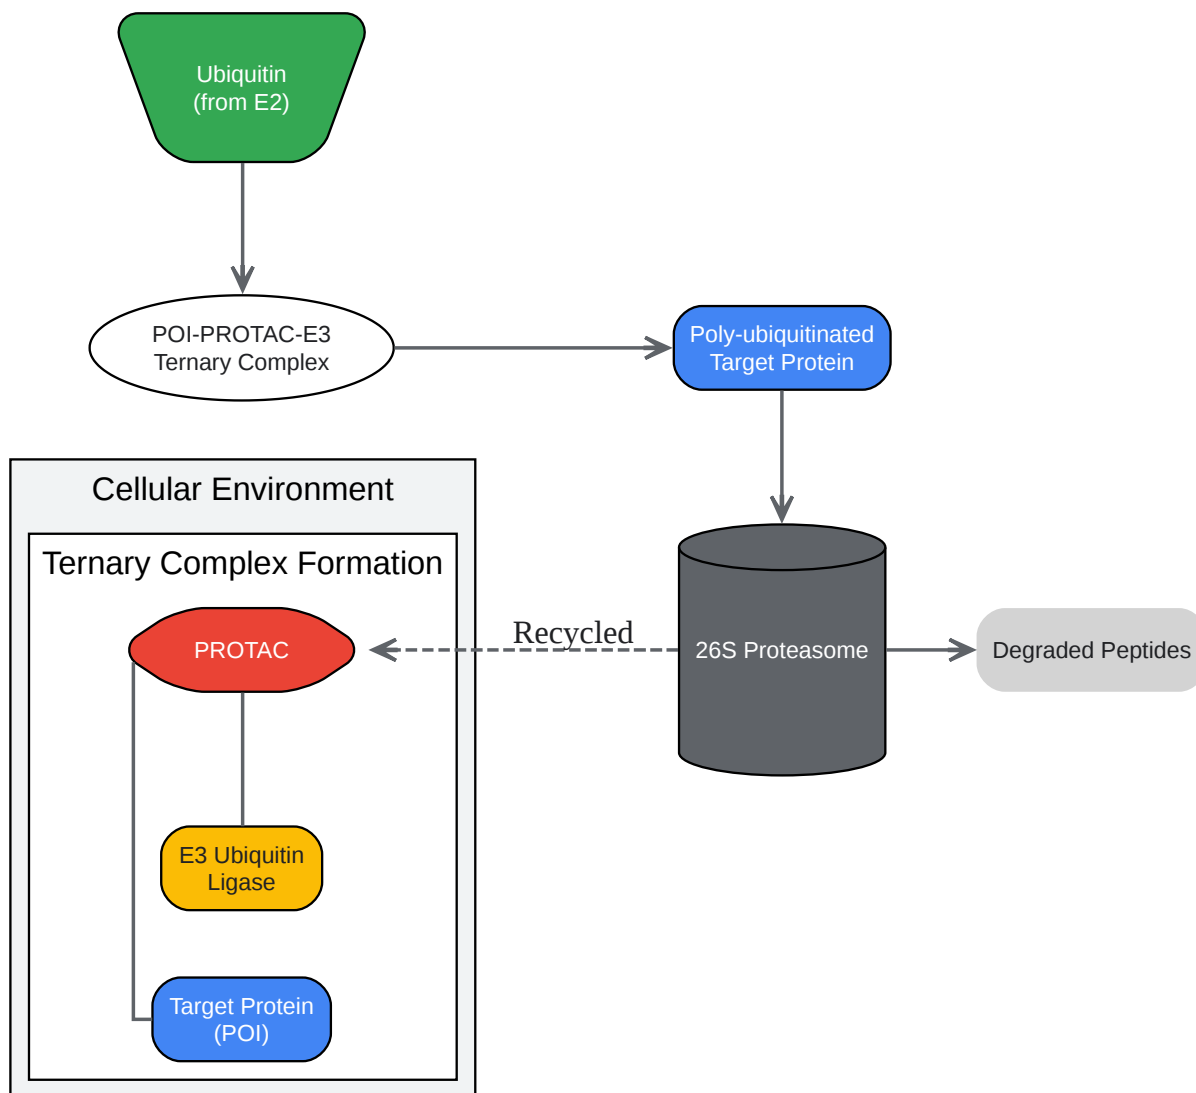 Ubiquitin
(from E2)
POI-PROTAC-E3
Ternary Complex
Poly-ubiquitinated
Target Protein
Cellular Environment
Ternary Complex Formation
PROTAC
Recycled
26S Proteasome
Degraded Peptides
E3 Ubiquitin
Ligase
Target Protein
(POI)